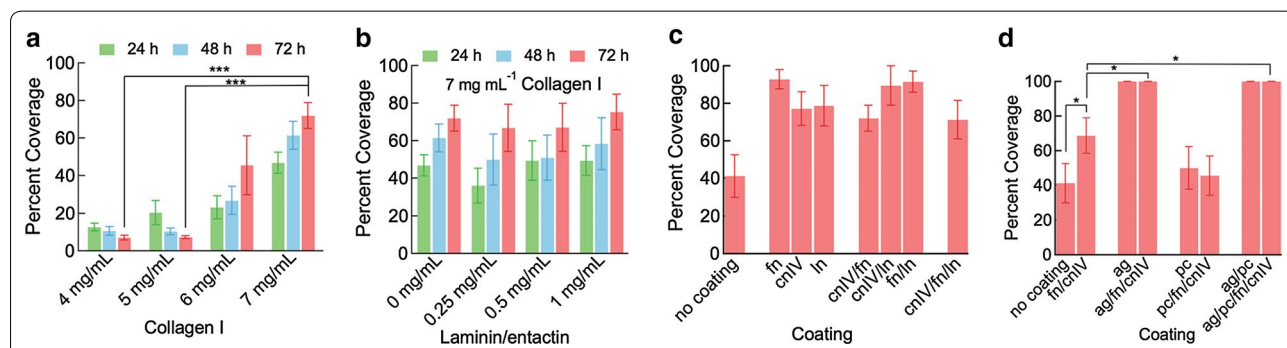 a
24 h 48 h 72 h
Percent Coverage
100
80
60
40
20
0
***
***
4 mg/mL
5 mg/mL
6 mg/mL
7 mg/mL
Collagen I
b
24 h 48 h 72 h
7 mg mL⁻¹ Collagen I
Percent Coverage
100
80
60
40
20
0
0 mg/mL
0.25 mg/mL
0.5 mg/mL
1 mg/mL
Laminin/entactin
c
Percent Coverage
100
80
60
40
20
0
no coating
fn
cnIV
ln
cnIV/fn
cnIV/ln
fn/ln
cnIV/fn/ln
Coating
d
Percent Coverage
100
80
60
40
20
0
*
*
*
no coating
fn/cnIV
ag
ag/fn/cnIV
pc
pc/fn/cnIV
ag/pc
ag/pc/fn/cnIV
Coating